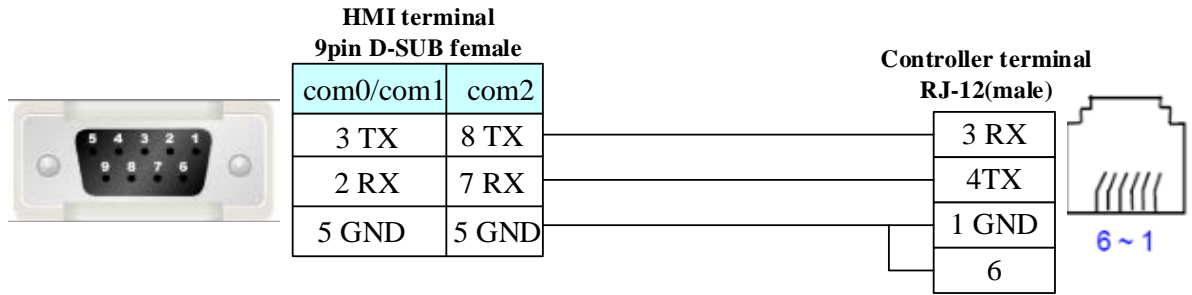 HMI terminal
9pin D-SUB female
com0/com1 com2
3 TX 8 TX
2 RX 7 RX
5 GND 5 GND
5 4 3 2 1
9 8 7 6
Controller terminal
RJ-12(male)
3 RX
4TX
1 GND
6
6 ~ 1